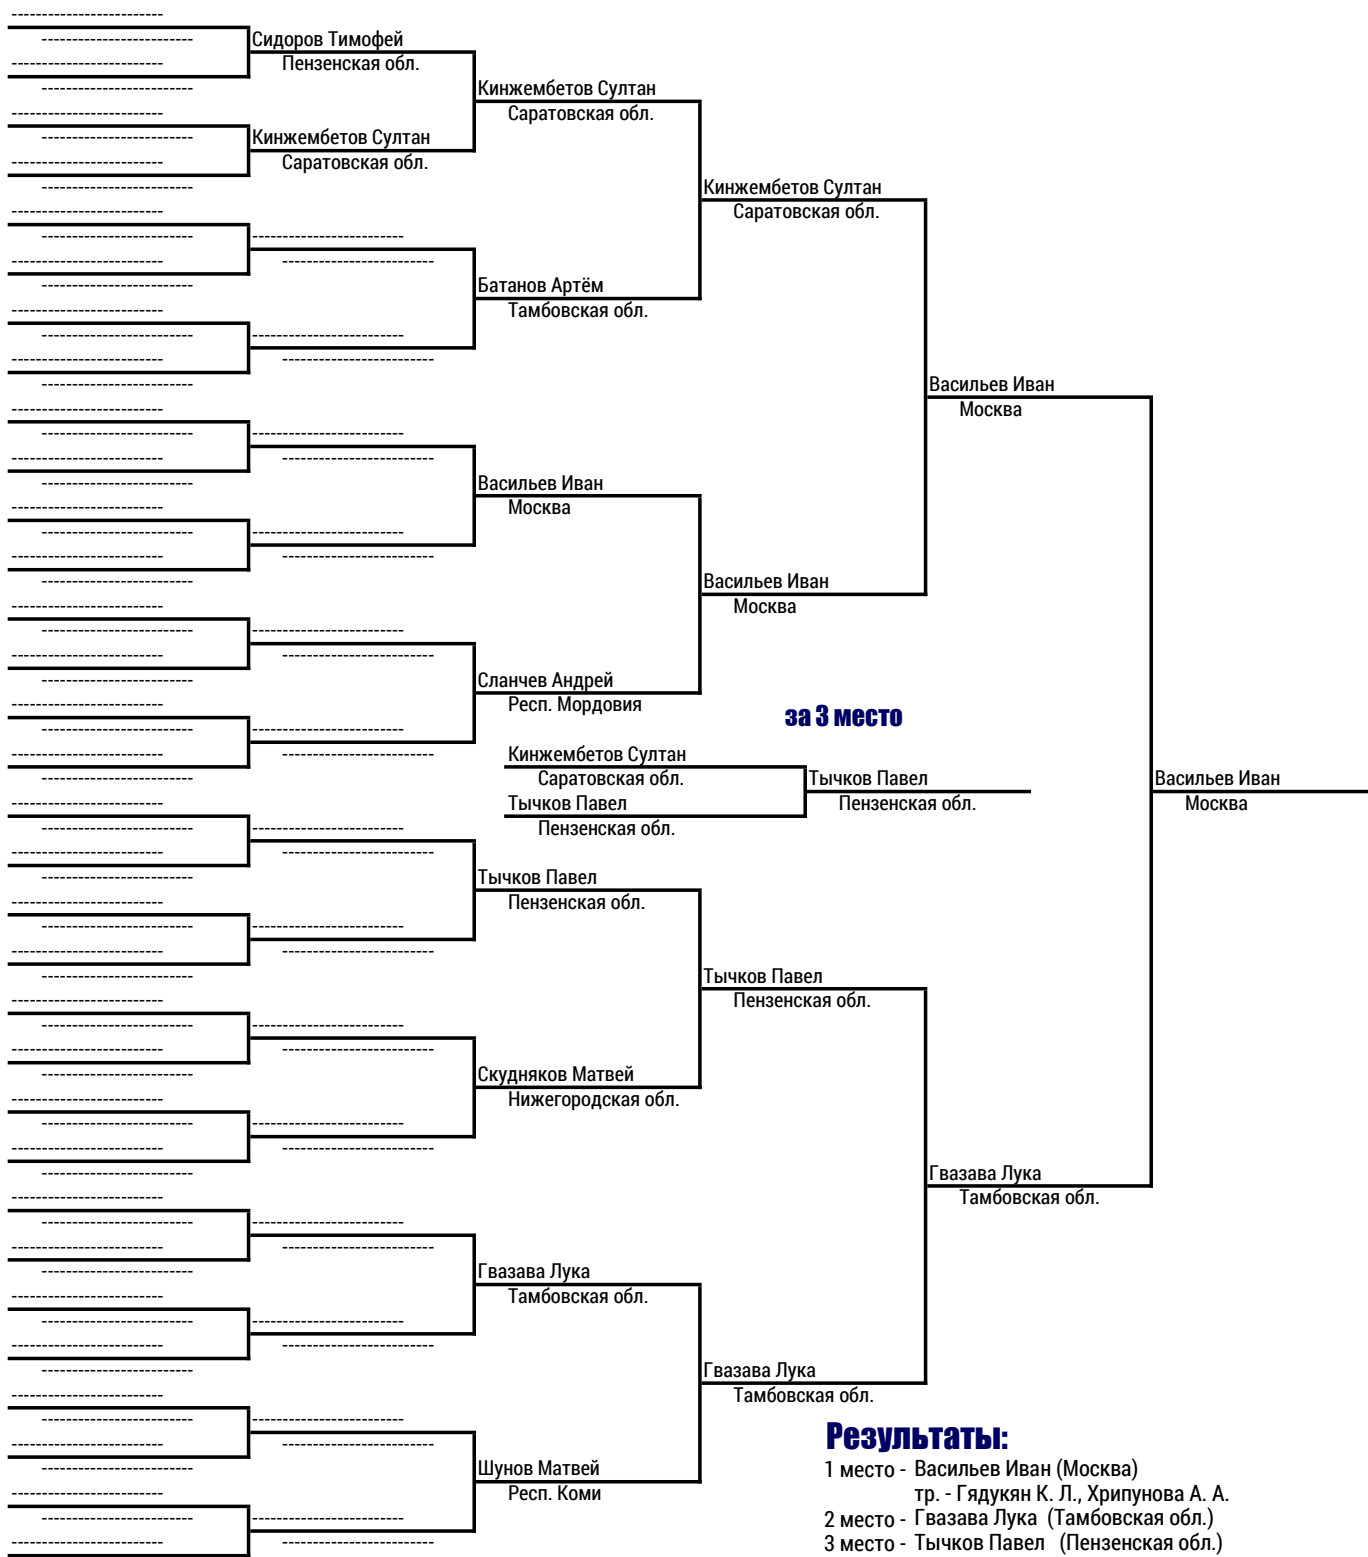 Сидоров Тимофей
Пензенская обл.
Кинжембетов Султан
Саратовская обл.
Кинжембетов Султан
Саратовская обл.
Кинжембетов Султан
Саратовская обл.
Батанов Артём
Тамбовская обл.
Васильев Иван
Москва
Васильев Иван
Москва
Васильев Иван
Москва
Сланчев Андрей
Респ. Мордовия
за 3 место
Кинжембетов Султан
Саратовская обл.
Тычков Павел
Пензенская обл.
Тычков Павел
Пензенская обл.
Васильев Иван
Москва
Тычков Павел
Пензенская обл.
Тычков Павел
Пензенская обл.
Скудняков Матвей
Нижегородская обл.
Гвазава Лука
Тамбовская обл.
Гвазава Лука
Тамбовская обл.
Гвазава Лука
Тамбовская обл.
Шунов Матвей
Респ. Коми
Результаты:
1 место - Васильев Иван (Москва)
тр. - Гядукян К. Л., Хрипунова А. А.
2 место - Гвазава Лука (Тамбовская обл.)
3 место - Тычков Павел (Пензенская обл.)